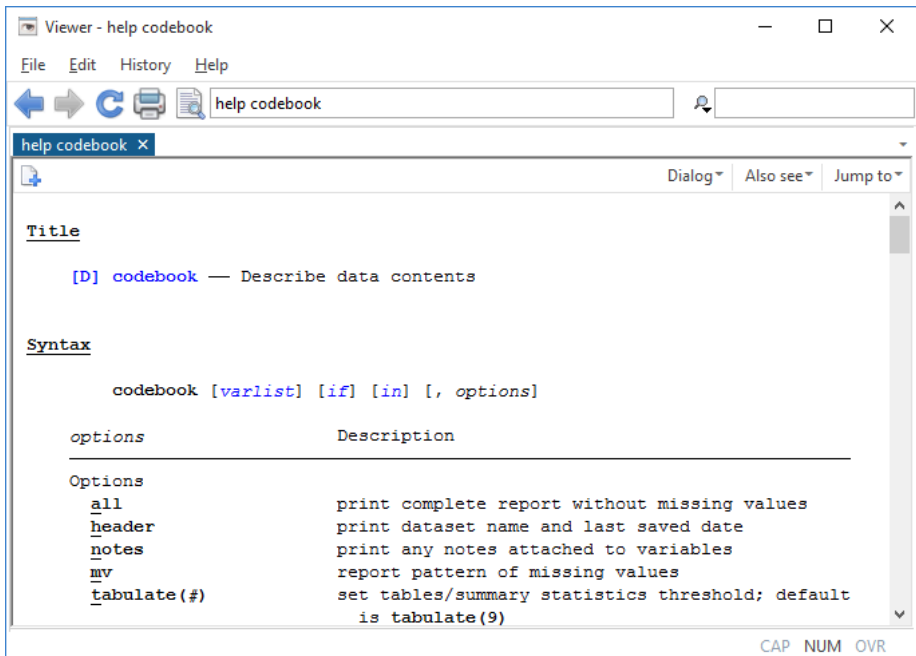 Viewer - help codebook
File Edit History Help
help codebook
help codebook ×
Dialog Also see Jump to
Title
[D] codebook — Describe data contents
Syntax
codebook [varlist] [if] [in] [, options]
options Description
Options
all print complete report without missing values
header print dataset name and last saved date
notes print any notes attached to variables
mv report pattern of missing values
tabulate(#) set tables/summary statistics threshold; default
is tabulate(9)
CAP NUM OVR